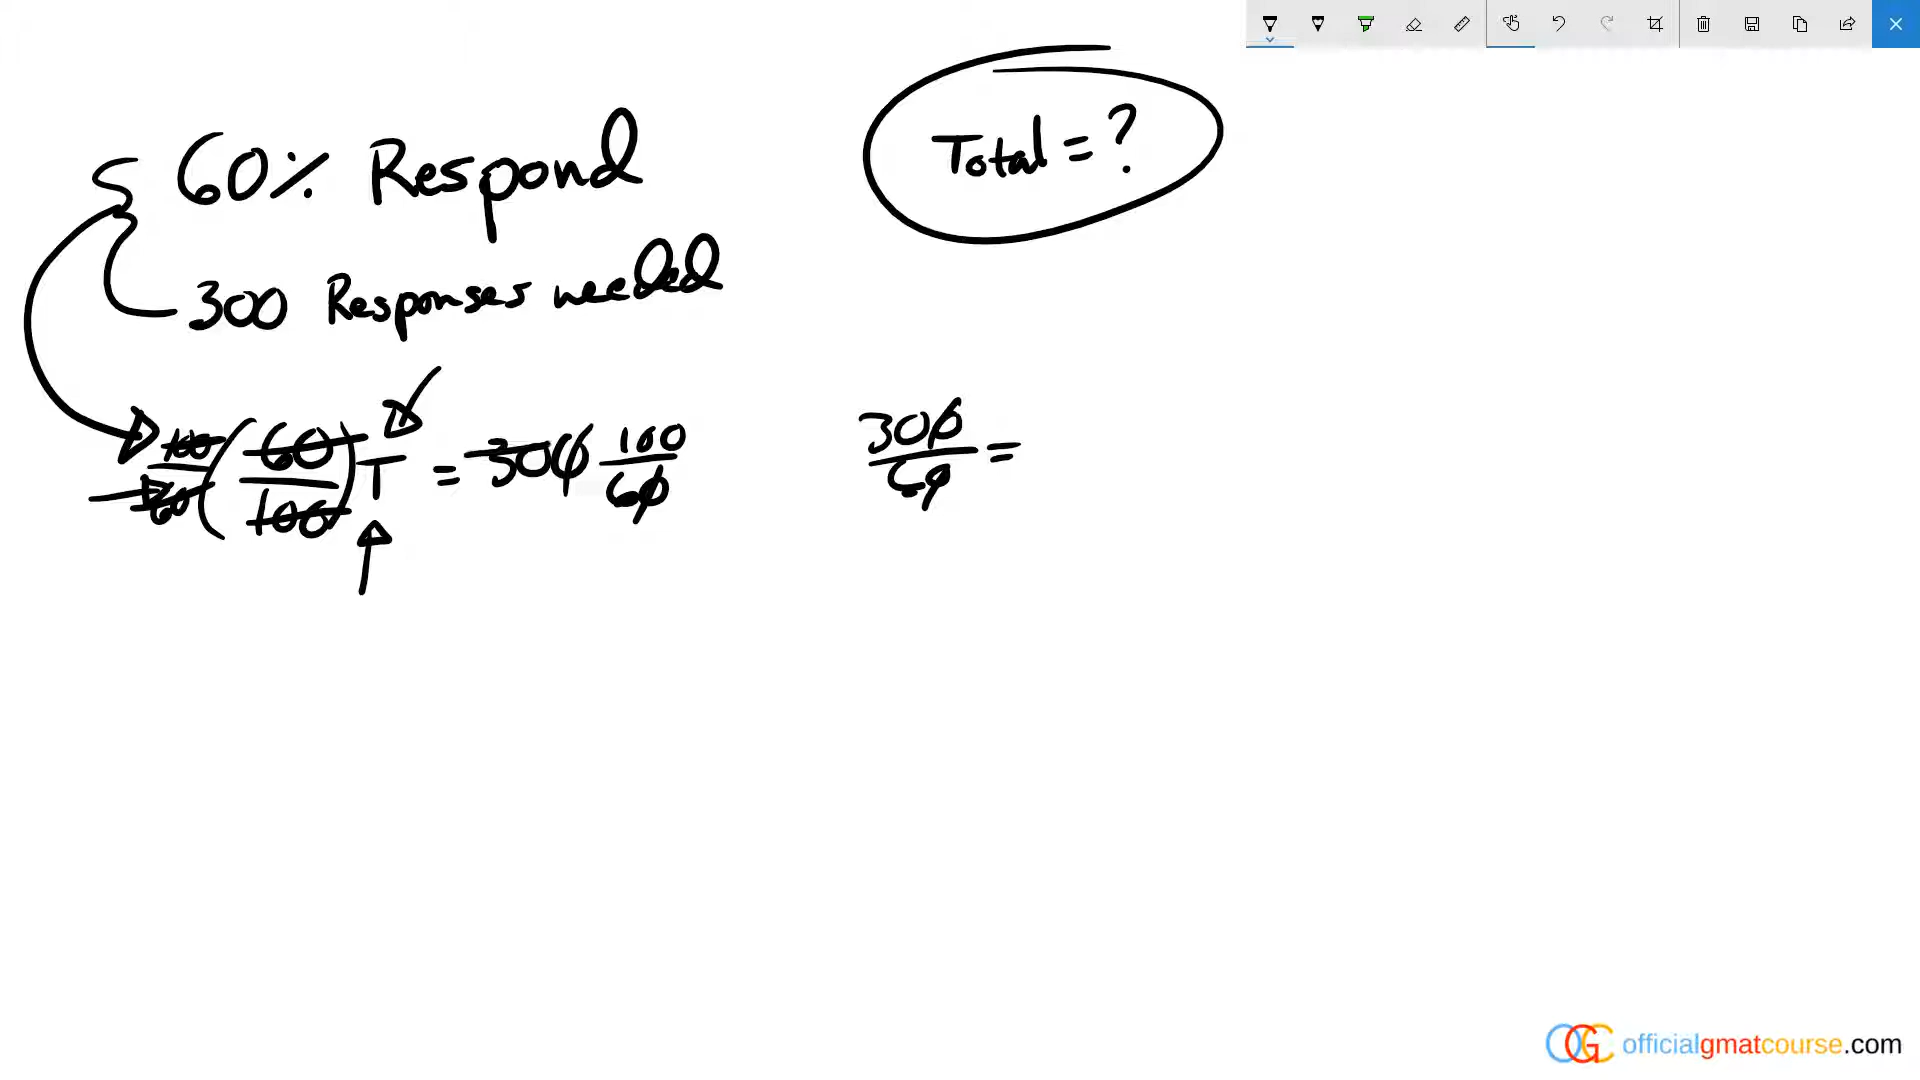 60% Respond
Total = ?
300 Responses needed
100/60 (60/100) T = 300 100/60
300/60 =
officialgmatcourse.com